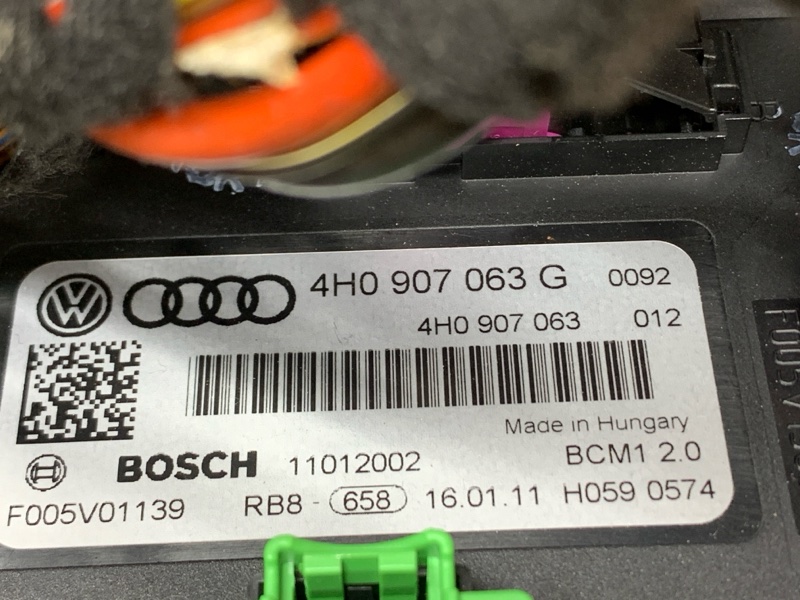 4H0 907 063 G 0092
4H0 907 063 012
Made in Hungary
BOSCH 11012002 BCM1 2.0
F005V01139 RB8 - 658 16.01.11 H059 0574